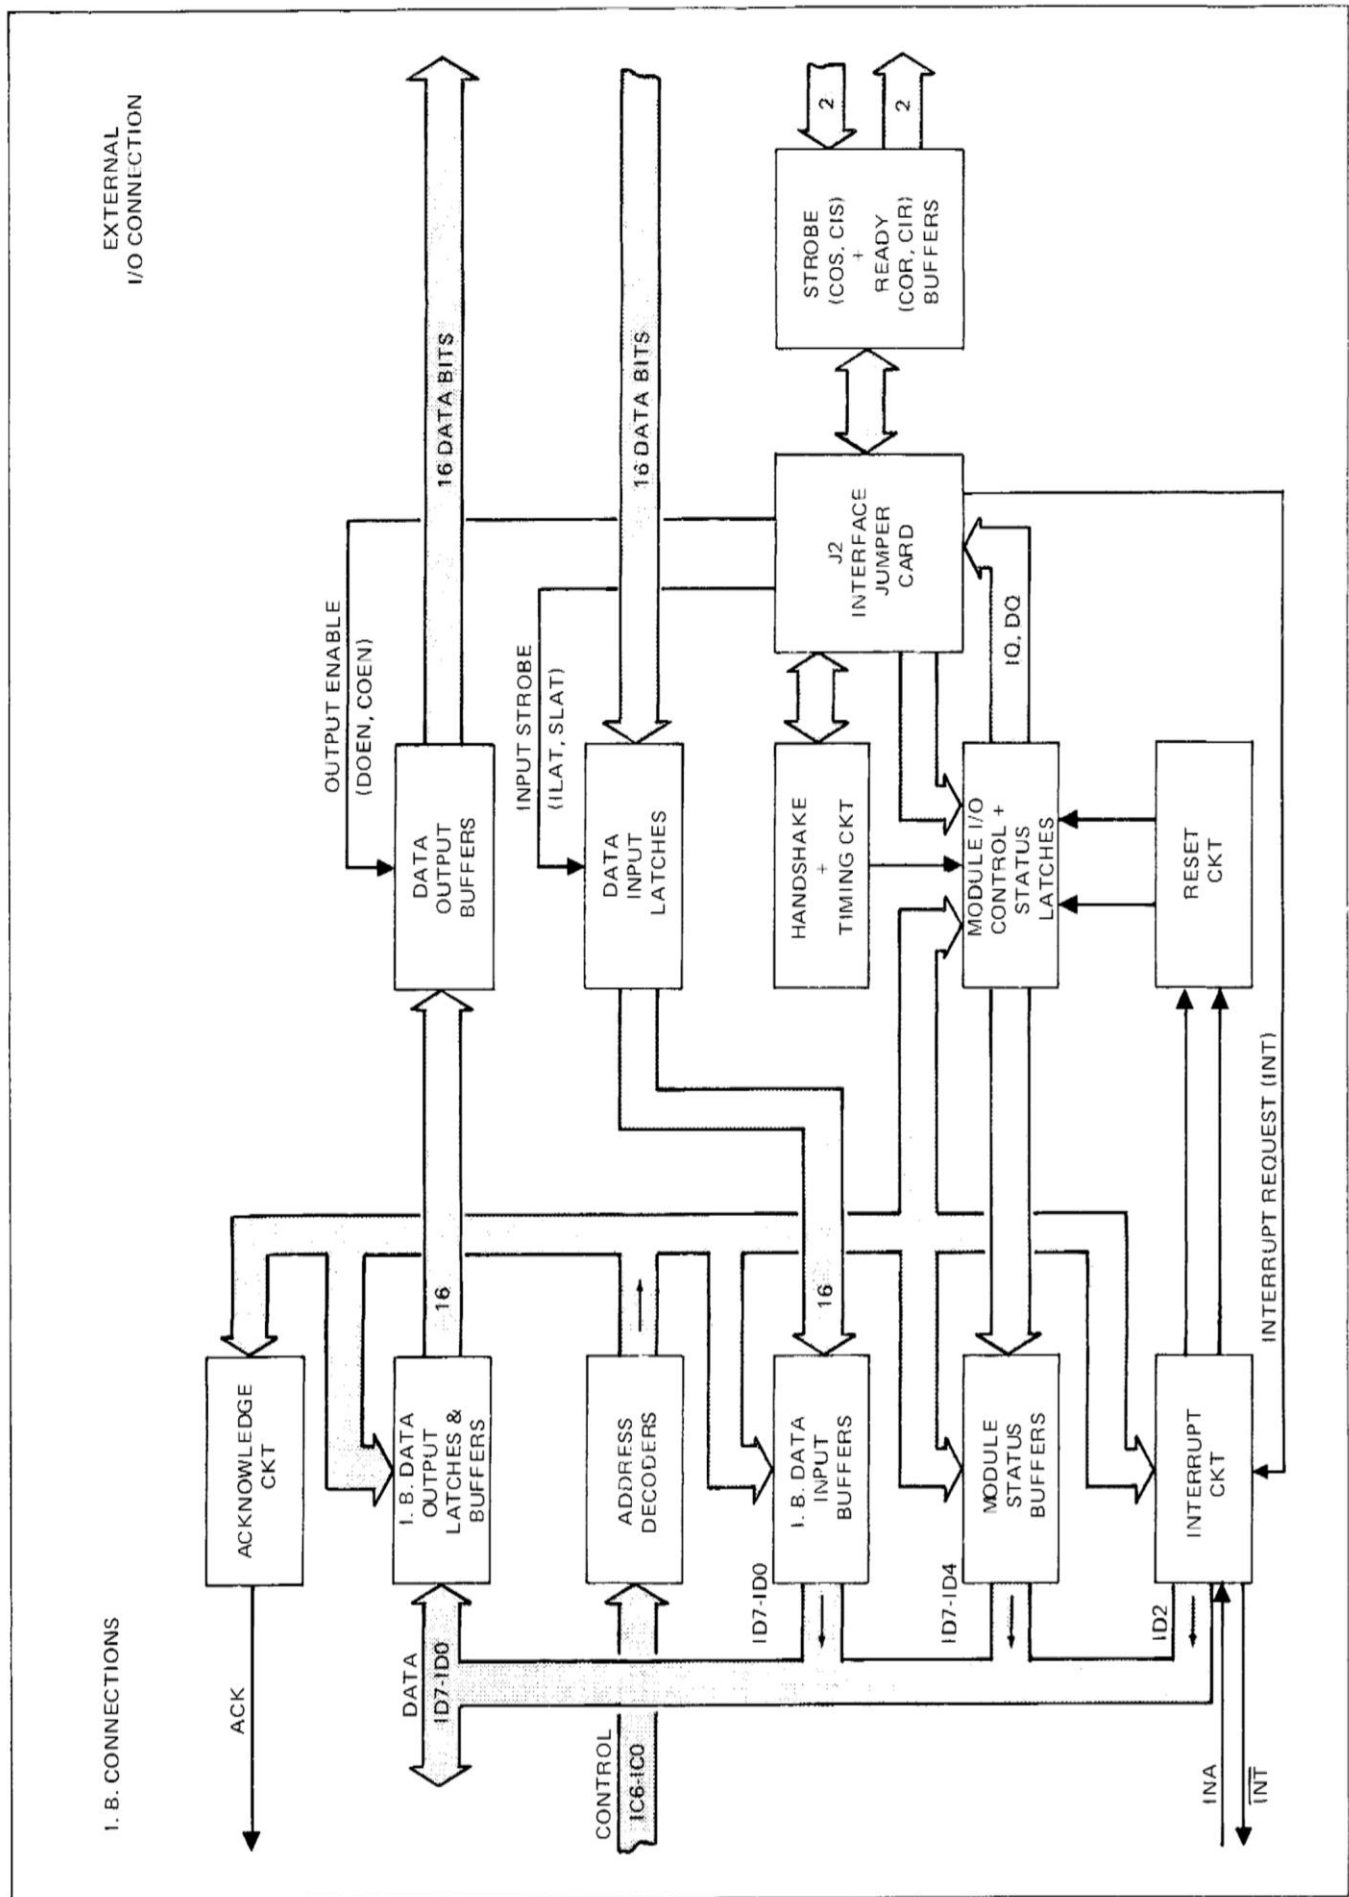 I. B. CONNECTIONS
EXTERNAL
I/O CONNECTION
ACK
ACKNOWLEDGE
CKT
DATA
ID7-ID0
I. B. DATA
OUTPUT
LATCHES &
BUFFERS
16
DATA
OUTPUT
BUFFERS
OUTPUT ENABLE
(DOEN, COEN)
16 DATA BITS
CONTROL
IC6-IC0
ADDRESS
DECODERS
DATA
INPUT
LATCHES
INPUT STROBE
(ILAT, SLAT)
16 DATA BITS
ID7-ID0
I. B. DATA
INPUT
BUFFERS
16
HANDSHAKE
+
TIMING CKT
J2
INTERFACE
JUMPER
CARD
STROBE
(COS, CIS)
+
READY
(COR, CIR)
BUFFERS
2
2
ID7-ID4
MODULE
STATUS
BUFFERS
MODULE I/O
CONTROL +
STATUS
LATCHES
IQ, DQ
ID2
INTERRUPT
CKT
RESET
CKT
INA
INT
INTERRUPT REQUEST (INT)